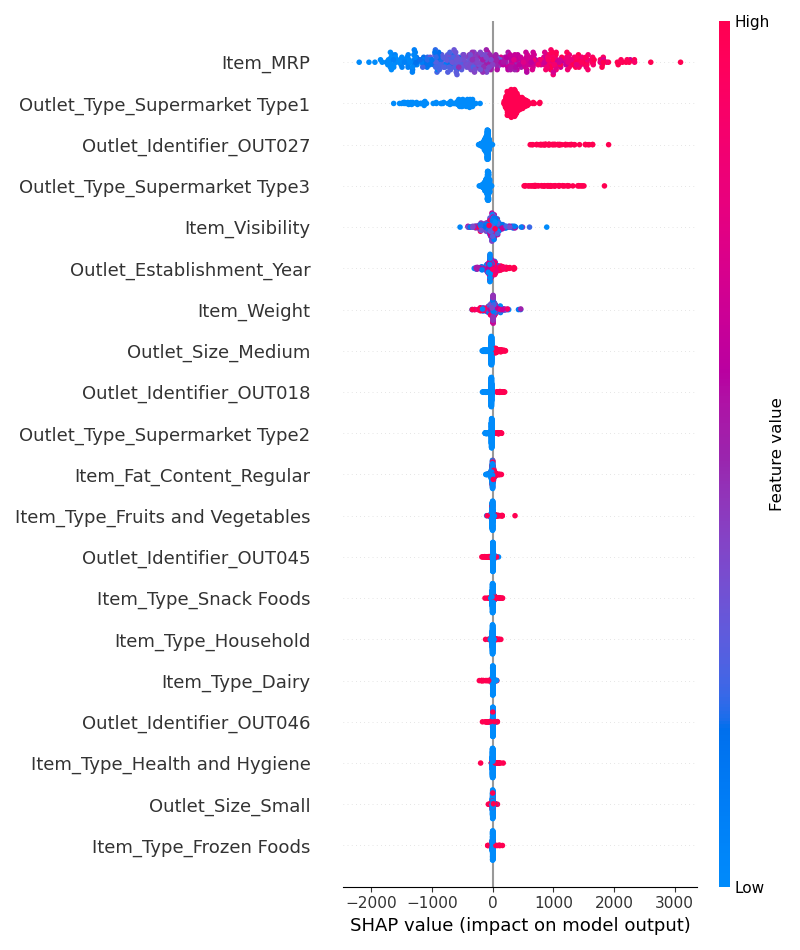 High
Item_MRP
Outlet_Type_Supermarket Type1
Outlet_Identifier_OUT027
Outlet_Type_Supermarket Type3
Item_Visibility
Outlet_Establishment_Year
Item_Weight
Outlet_Size_Medium
Outlet_Identifier_OUT018
Outlet_Type_Supermarket Type2
Item_Fat_Content_Regular
Item_Type_Fruits and Vegetables
Outlet_Identifier_OUT045
Item_Type_Snack Foods
Item_Type_Household
Item_Type_Dairy
Outlet_Identifier_OUT046
Item_Type_Health and Hygiene
Outlet_Size_Small
Item_Type_Frozen Foods
Feature value
Low
−2000 −1000 0 1000 2000 3000
SHAP value (impact on model output)